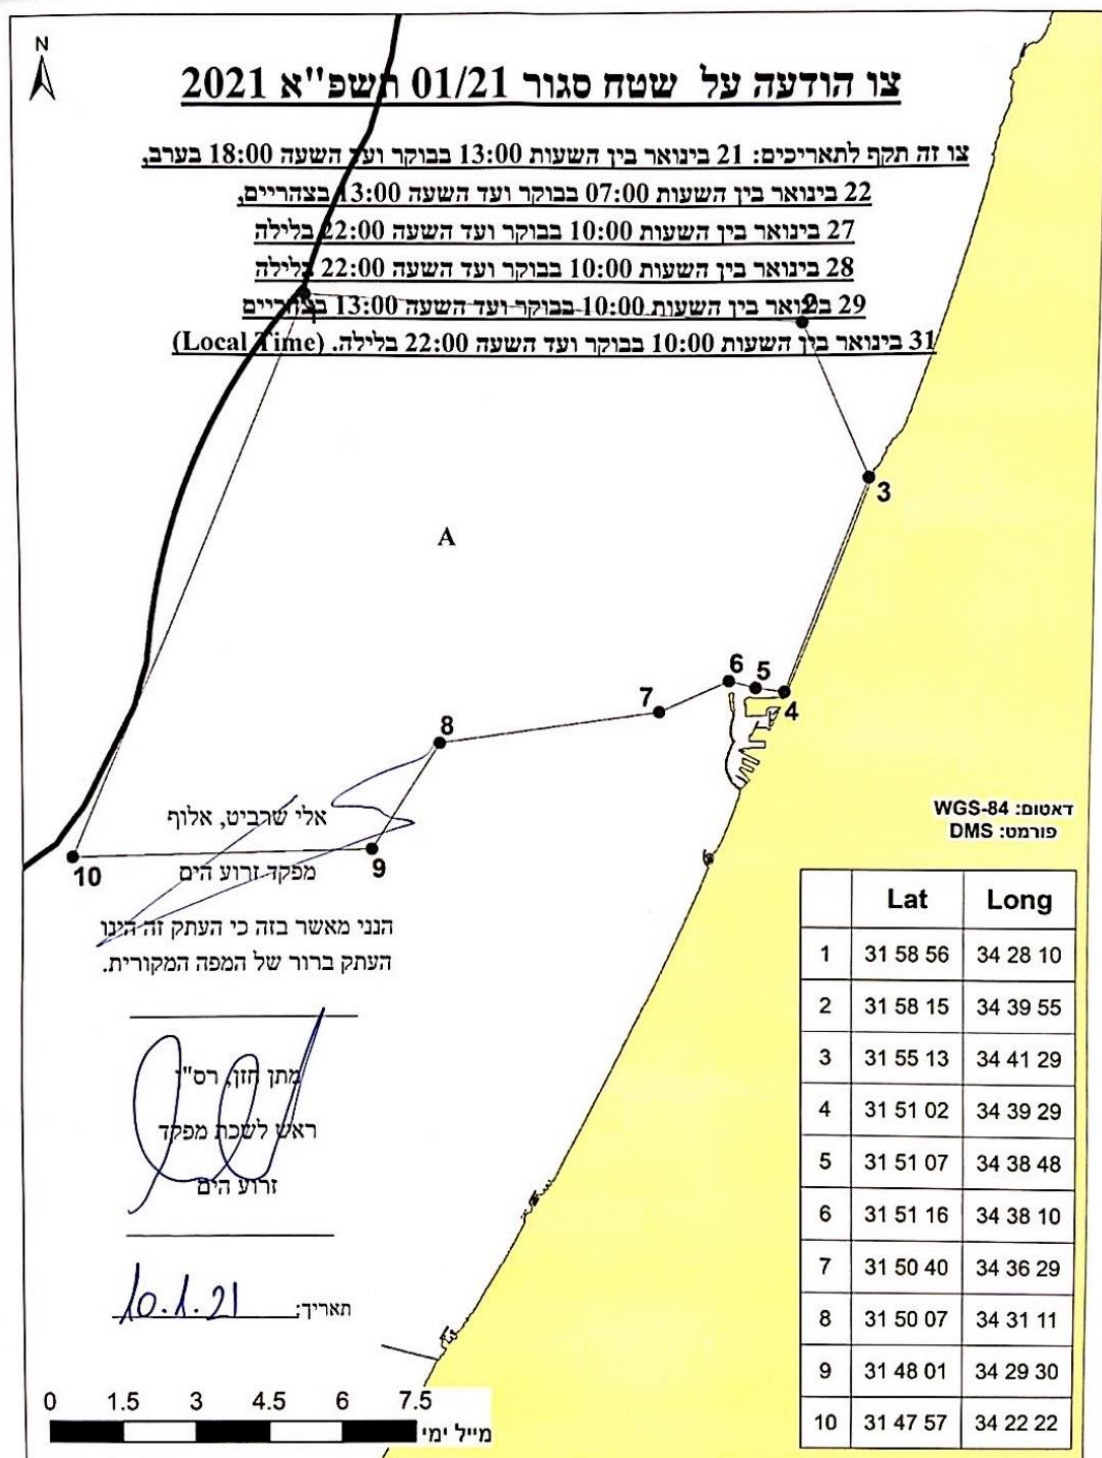 N
צו הודעה על שטח סגור 01/21 תשפ"א 2021
צו זה תקף לתאריכים: 21 בינואר בין השעות 13:00 בבוקר ועד השעה 18:00 בערב,
22 בינואר בין השעות 07:00 בבוקר ועד השעה 13:00 בצהריים,
27 בינואר בין השעות 10:00 בבוקר ועד השעה 22:00 בלילה
28 בינואר בין השעות 10:00 בבוקר ועד השעה 22:00 בלילה
29 בינואר בין השעות 10:00 בבוקר ועד השעה 13:00 בצהריים
31 בינואר בין השעות 10:00 בבוקר ועד השעה 22:00 בלילה. (Local Time)
1
2
3
A
6
5
4
7
8
9
10
אלי שרביט, אלוף
מפקד זרוע הים
הנני מאשר בזה כי העתק זה הינו
העתק ברור של המפה המקורית.
מתן חזן, רס"ן
ראש לשכת מפקד
זרוע הים
תאריך: 10.1.21
דאטום: WGS-84
פורמט: DMS
Lat Long
1 31 58 56 34 28 10
2 31 58 15 34 39 55
3 31 55 13 34 41 29
4 31 51 02 34 39 29
5 31 51 07 34 38 48
6 31 51 16 34 38 10
7 31 50 40 34 36 29
8 31 50 07 34 31 11
9 31 48 01 34 29 30
10 31 47 57 34 22 22
0 1.5 3 4.5 6 7.5
מייל ימי